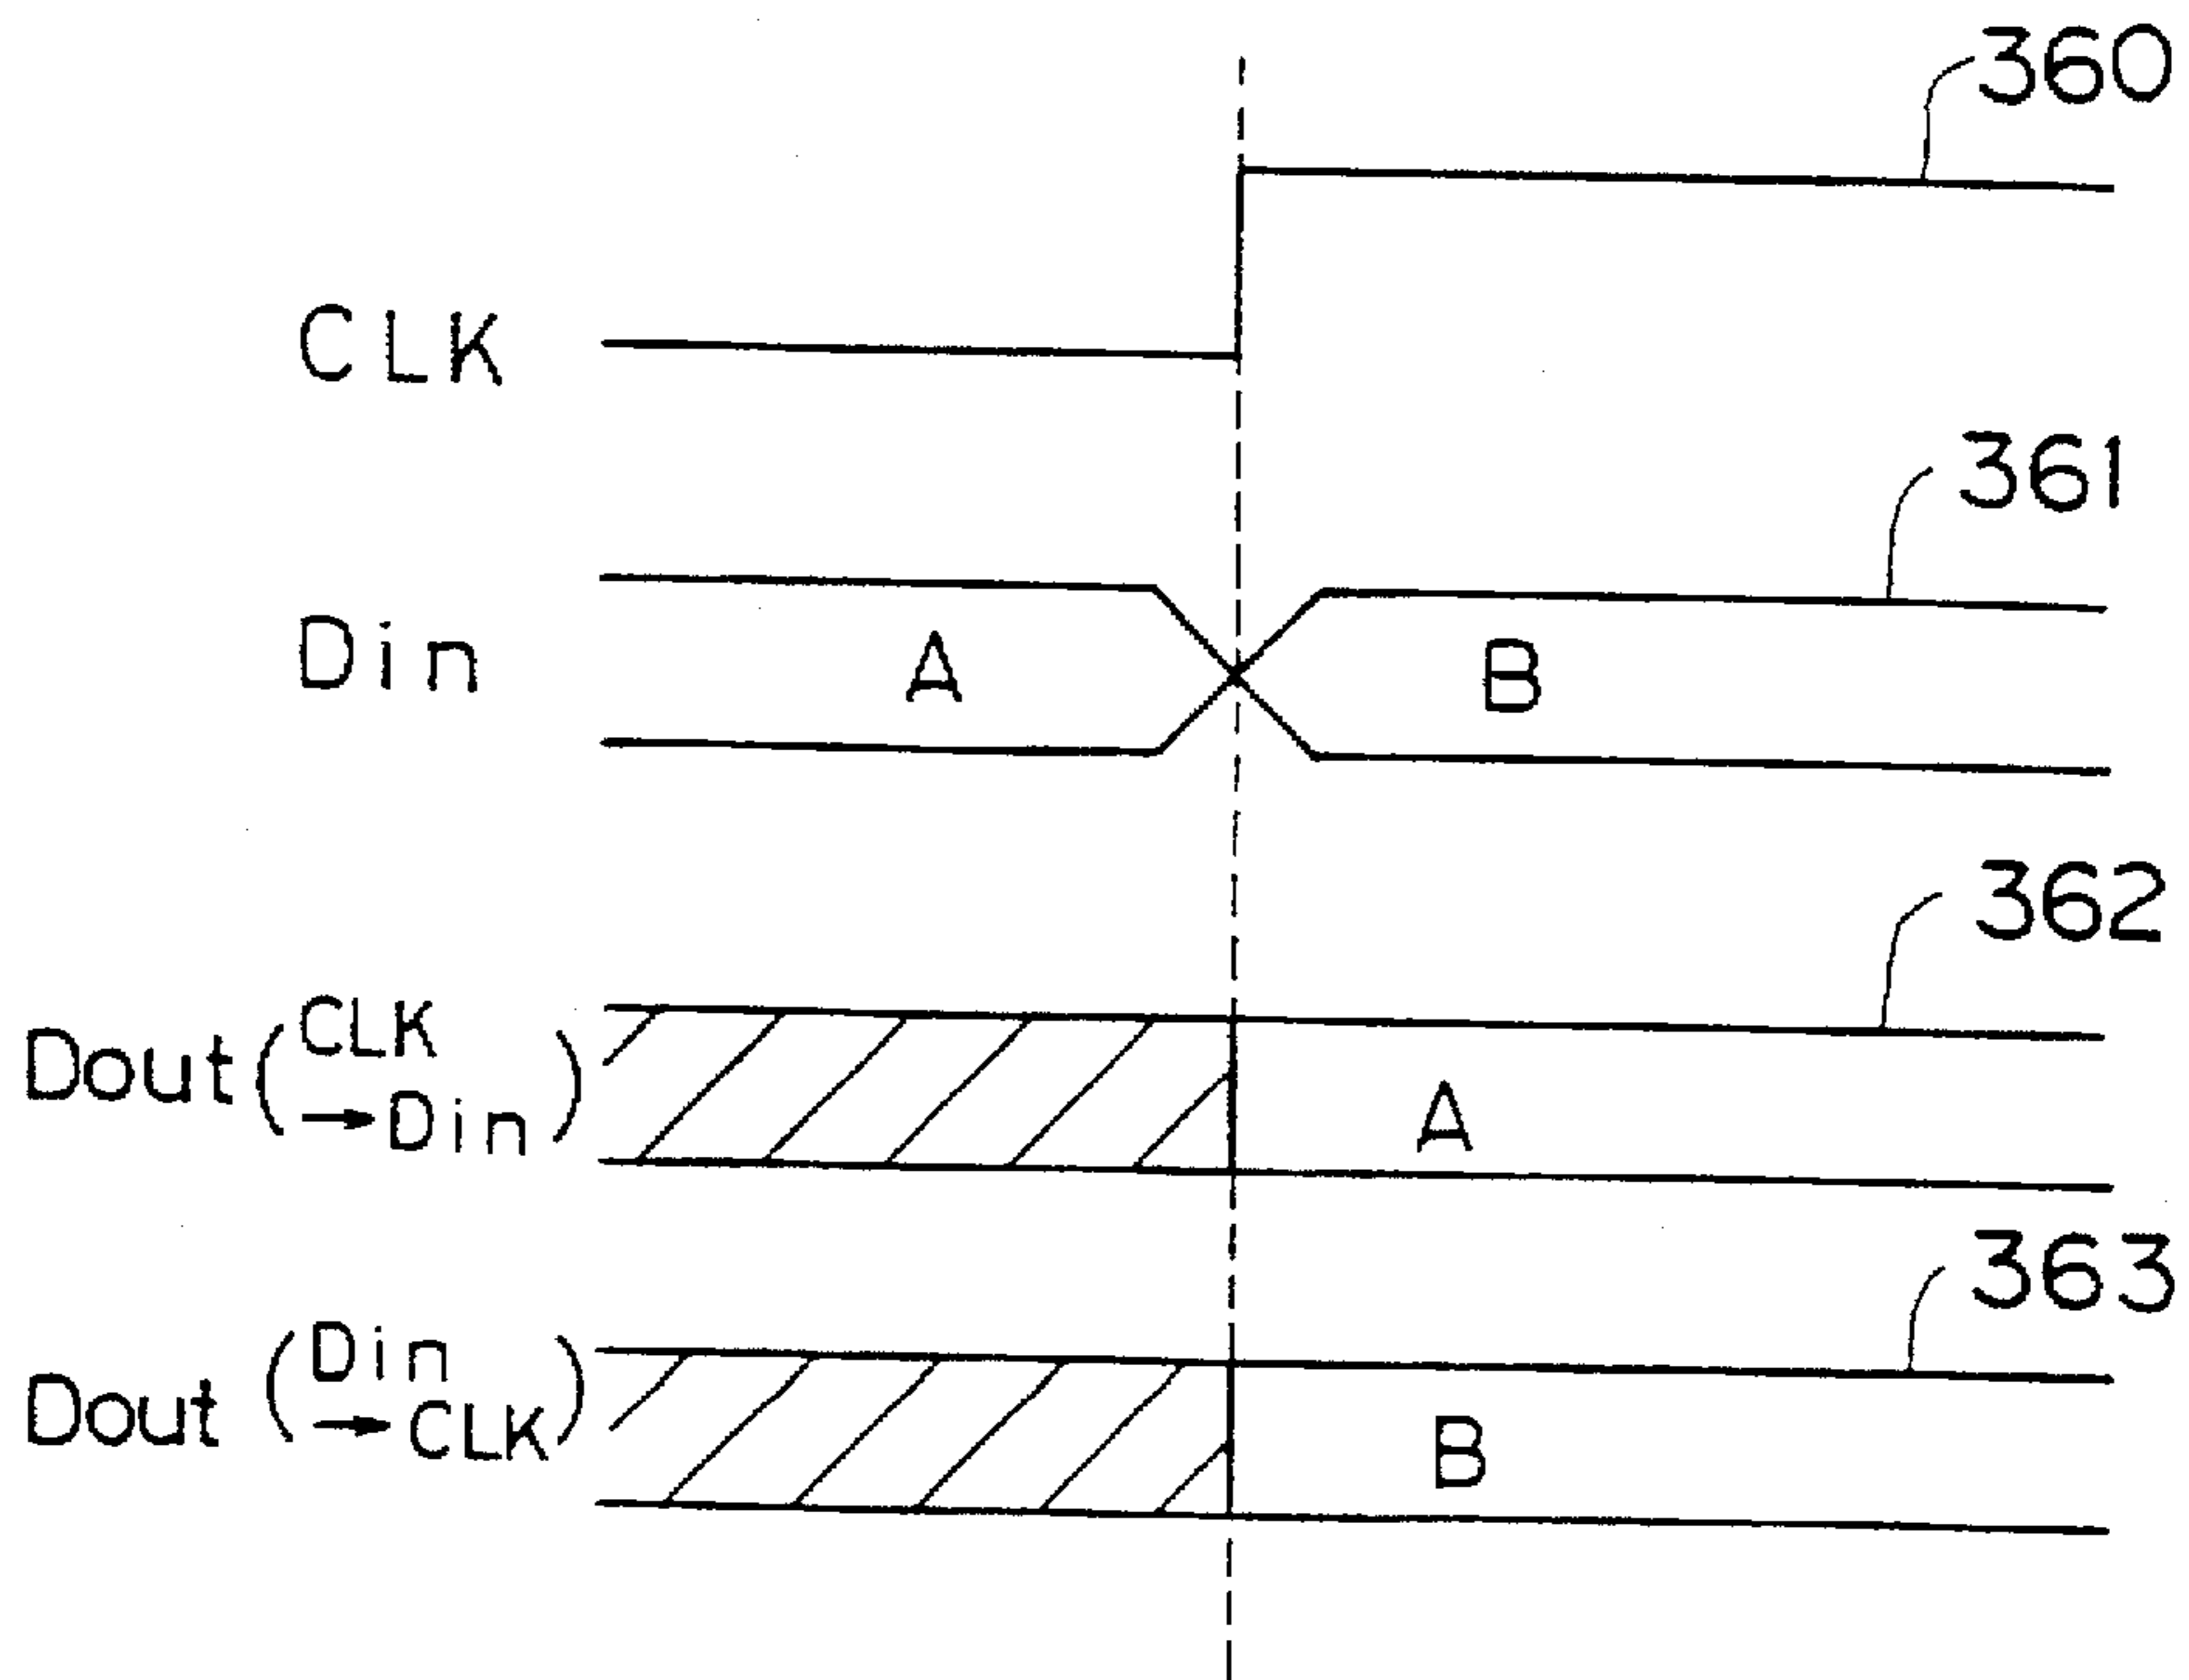 360
CLK
361
Din
A
B
362
Dout(CLK
→Din)
A
363
Dout (Din
→CLK)
B